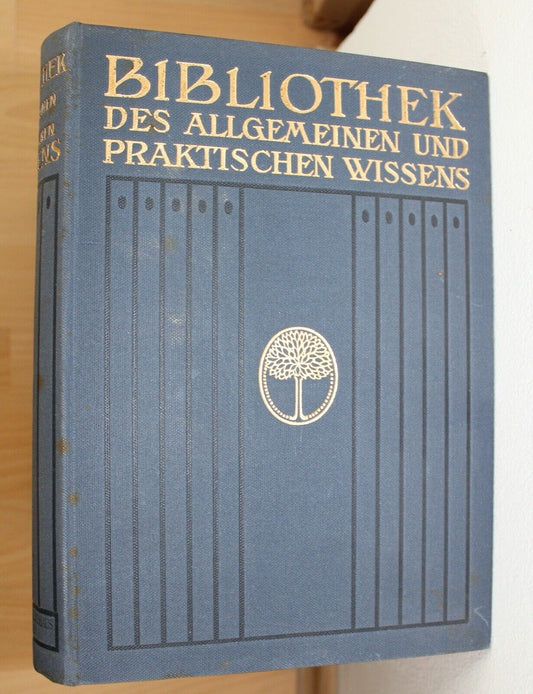 BIBLIOTHEK
DES ALLGEMEINEN UND
PRAKTISCHEN WISSENS